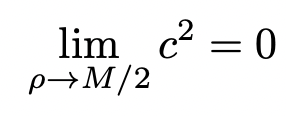 lim c² = 0
ρ→M/2